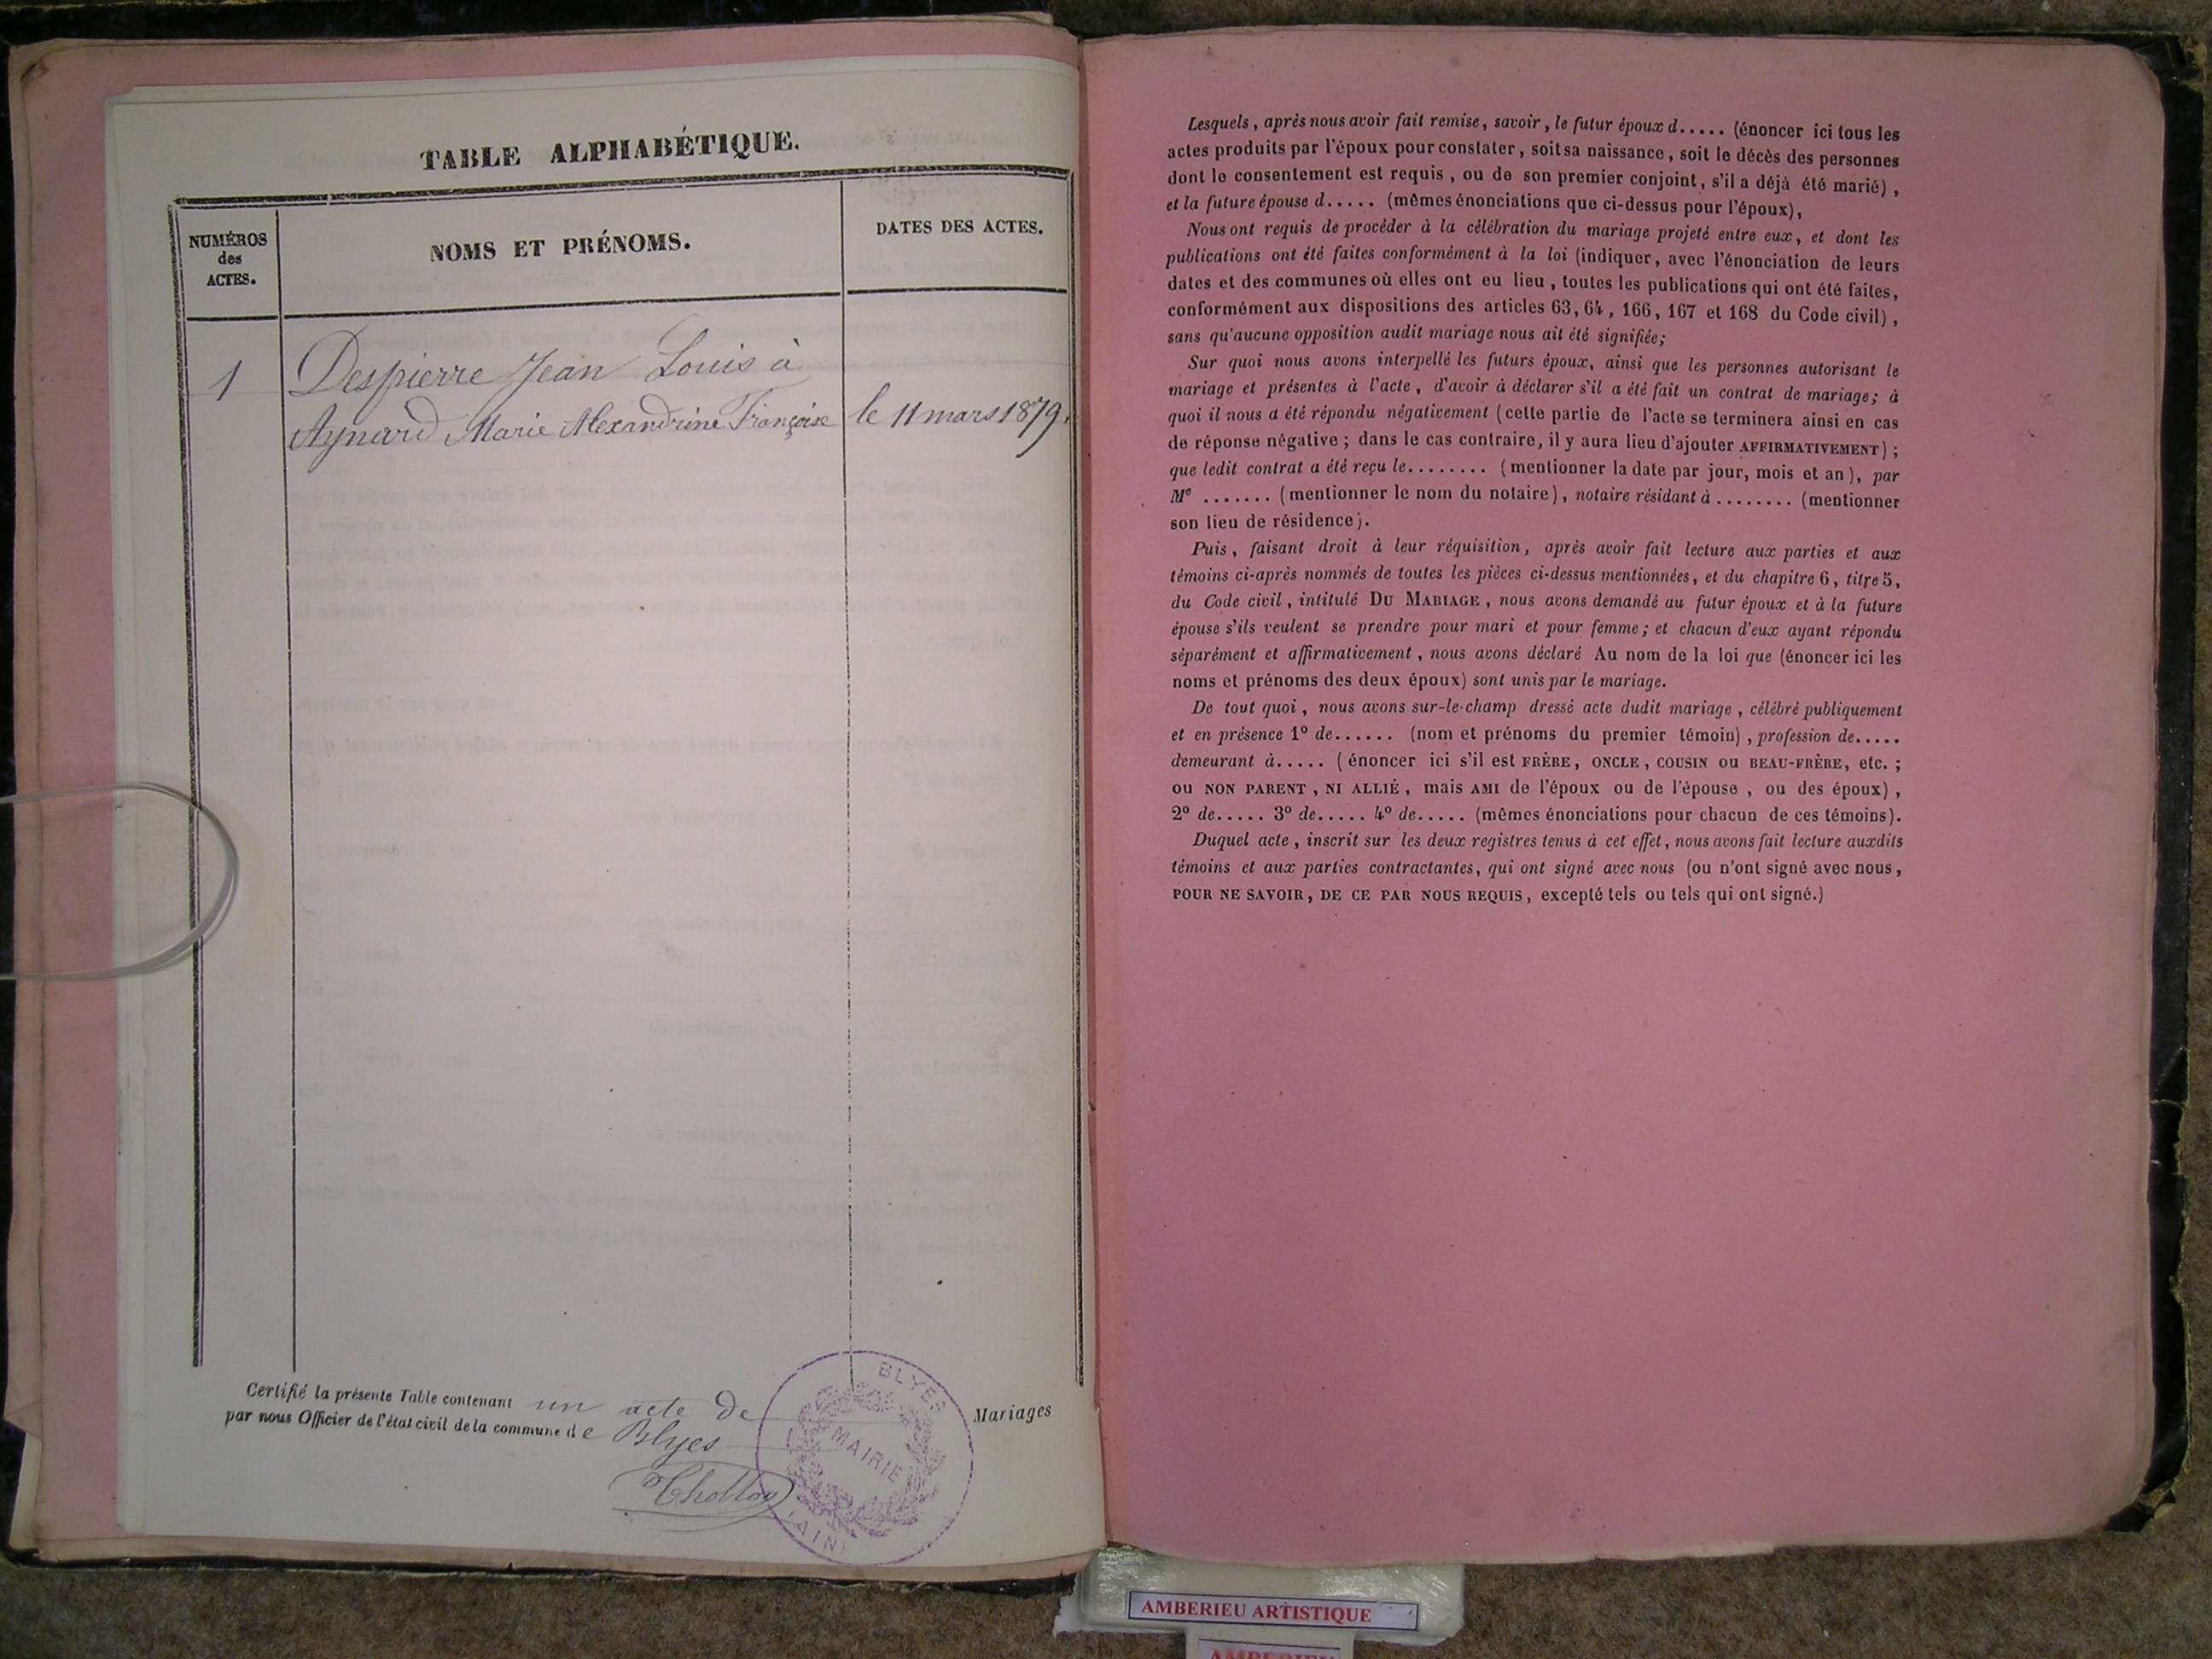 TABLE ALPHABÉTIQUE.
NUMÉROS
des
ACTES.
NOMS ET PRÉNOMS.
DATES DES ACTES.
1
Despierre Jean Louis à
Aynard Marie Alexandrine Françoise
le 11 mars 1879.
Certifié la présente Table contenant un acte de Mariages
par nous Officier de l'état civil de la commune de Blyes
BLYES
MAIRIE
(AIN)
Lesquels, après nous avoir fait remise, savoir, le futur époux d..... (énoncer ici tous les
actes produits par l'époux pour constater, soit sa naissance, soit le décès des personnes
dont le consentement est requis, ou de son premier conjoint, s'il a déjà été marié),
et la future épouse d..... (mêmes énonciations que ci-dessus pour l'époux),
Nous ont requis de procéder à la célébration du mariage projeté entre eux, et dont les
publications ont été faites conformément à la loi (indiquer, avec l'énonciation de leurs
dates et des communes où elles ont eu lieu, toutes les publications qui ont été faites,
conformément aux dispositions des articles 63, 64, 166, 167 et 168 du Code civil),
sans qu'aucune opposition audit mariage nous ait été signifiée;
Sur quoi nous avons interpellé les futurs époux, ainsi que les personnes autorisant le
mariage et présentes à l'acte, d'avoir à déclarer s'il a été fait un contrat de mariage; à
quoi il nous a été répondu négativement (cette partie de l'acte se terminera ainsi en cas
de réponse négative; dans le cas contraire, il y aura lieu d'ajouter AFFIRMATIVEMENT);
que ledit contrat a été reçu le........ (mentionner la date par jour, mois et an), par
Me ....... (mentionner le nom du notaire), notaire résidant à ........ (mentionner
son lieu de résidence).
Puis, faisant droit à leur réquisition, après avoir fait lecture aux parties et aux
témoins ci-après nommés de toutes les pièces ci-dessus mentionnées, et du chapitre 6, titre 5,
du Code civil, intitulé DU MARIAGE, nous avons demandé au futur époux et à la future
épouse s'ils veulent se prendre pour mari et pour femme; et chacun d'eux ayant répondu
séparément et affirmativement, nous avons déclaré Au nom de la loi que (énoncer ici les
noms et prénoms des deux époux) sont unis par le mariage.
De tout quoi, nous avons sur-le-champ dressé acte dudit mariage, célébré publiquement
et en présence 1º de...... (nom et prénoms du premier témoin), profession de.....
demeurant à..... (énoncer ici s'il est FRÈRE, ONCLE, COUSIN ou BEAU-FRÈRE, etc.;
ou NON PARENT, NI ALLIÉ, mais AMI de l'époux ou de l'épouse, ou des époux),
2º de..... 3º de..... 4º de..... (mêmes énonciations pour chacun de ces témoins).
Duquel acte, inscrit sur les deux registres tenus à cet effet, nous avons fait lecture auxdits
témoins et aux parties contractantes, qui ont signé avec nous (ou n'ont signé avec nous,
POUR NE SAVOIR, DE CE PAR NOUS REQUIS, excepté tels ou tels qui ont signé.)
AMBERIEU ARTISTIQUE
AMBERIEU